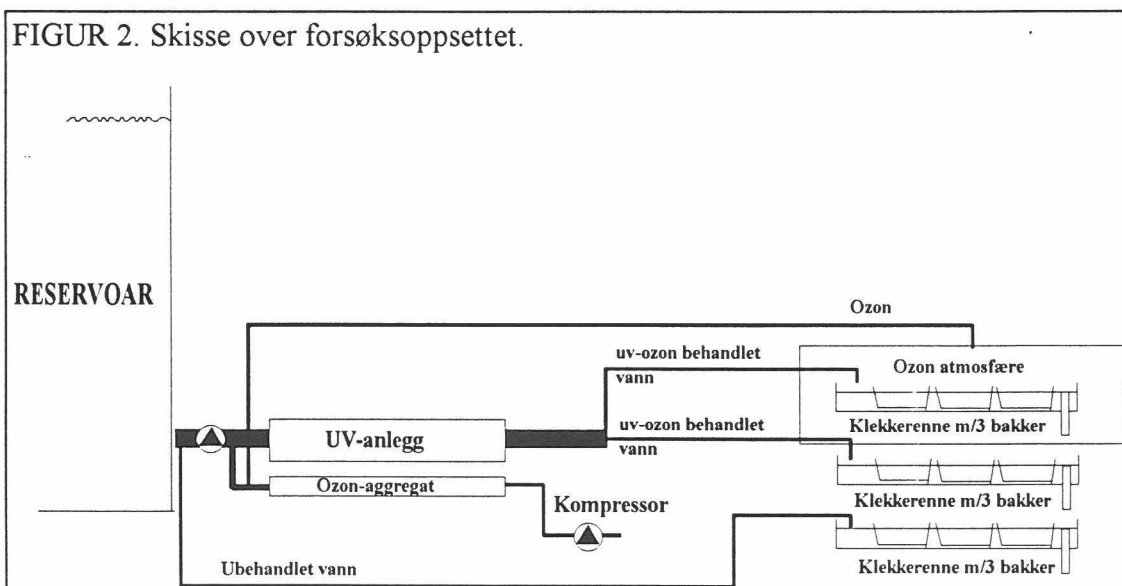 FIGUR 2. Skisse over forsøksoppsettet.
RESERVOAR
Ozon
uv-ozon behandlet
vann
Ozon atmosfære
Klekkerenne m/3 bakker
UV-anlegg
uv-ozon behandlet
vann
Ozon-aggregat
Kompressor
Klekkerenne m/3 bakker
Ubehandlet vann
Klekkerenne m/3 bakker